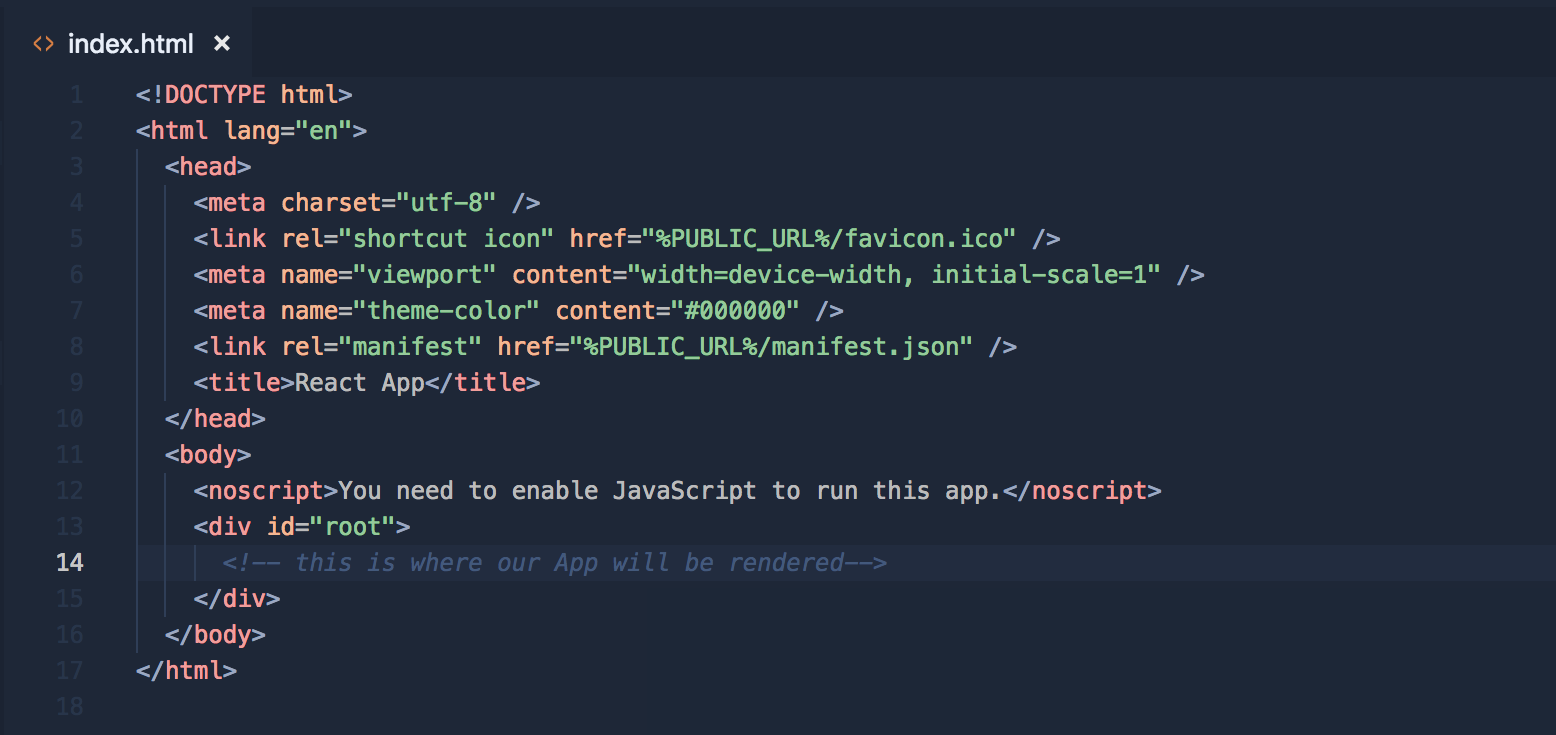 <> index.html ×
1 <!DOCTYPE html>
2 <html lang="en">
3   <head>
4     <meta charset="utf-8" />
5     <link rel="shortcut icon" href="%PUBLIC_URL%/favicon.ico" />
6     <meta name="viewport" content="width=device-width, initial-scale=1" />
7     <meta name="theme-color" content="#000000" />
8     <link rel="manifest" href="%PUBLIC_URL%/manifest.json" />
9     <title>React App</title>
10   </head>
11   <body>
12     <noscript>You need to enable JavaScript to run this app.</noscript>
13     <div id="root">
14       <!-- this is where our App will be rendered-->
15     </div>
16   </body>
17 </html>
18